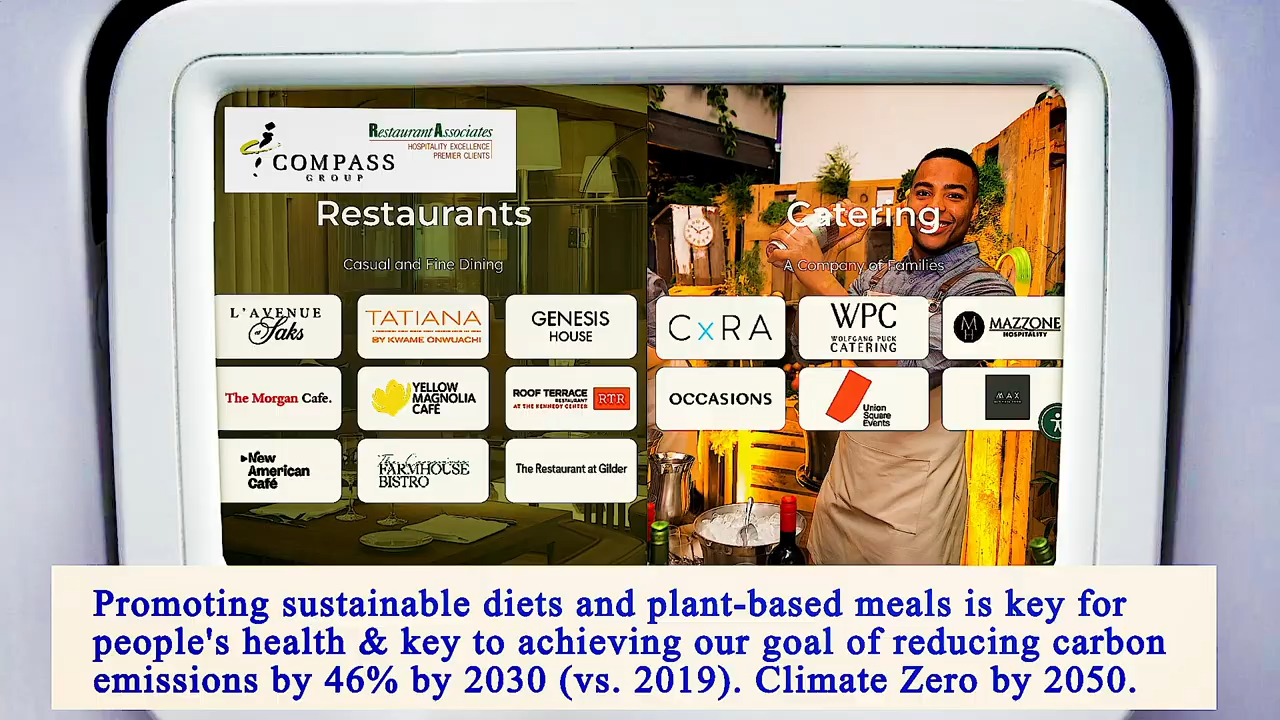 COMPASS
GROUP
Restaurant Associates
HOSPITALITY EXCELLENCE
PREMIER CLIENTS
Restaurants
Casual and Fine Dining
L'AVENUE
Saks
TATIANA
BY KWAME ONWUACHI
GENESIS
HOUSE
The Morgan Cafe.
YELLOW
MAGNOLIA
CAFÉ
ROOF TERRACE
RESTAURANT
AT THE KENNEDY CENTER
RTR
New
American
Café
FARMHOUSE
BISTRO
The Restaurant at Gilder
Catering
A Company of Families
CxRA
WPC
WOLFGANG PUCK
CATERING
MAZZONE
HOSPITALITY
OCCASIONS
Union
Square
Events
MAX
Promoting sustainable diets and plant-based meals is key for
people's health & key to achieving our goal of reducing carbon
emissions by 46% by 2030 (vs. 2019). Climate Zero by 2050.